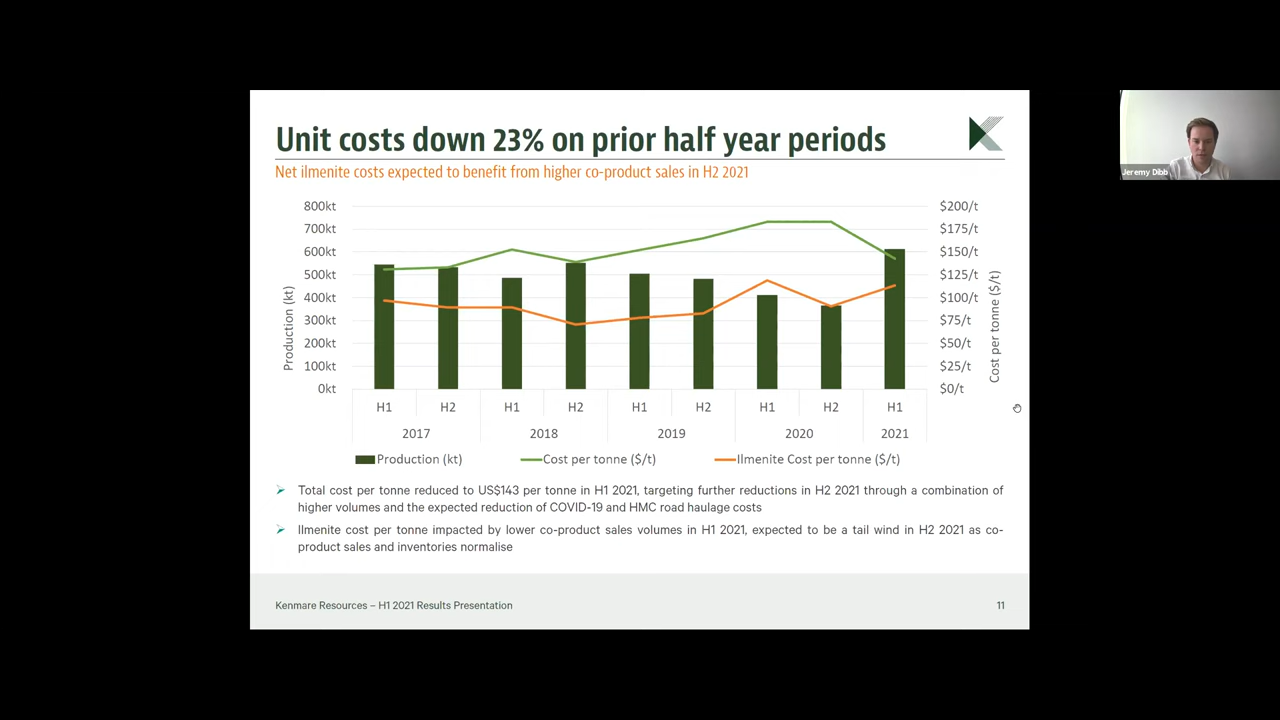 Unit costs down 23% on prior half year periods
Net ilmenite costs expected to benefit from higher co-product sales in H2 2021
800kt
700kt
600kt
500kt
400kt
300kt
200kt
100kt
0kt
Production (kt)
$200/t
$175/t
$150/t
$125/t
$100/t
$75/t
$50/t
$25/t
$0/t
Cost per tonne ($/t)
H1 H2 H1 H2 H1 H2 H1 H2 H1
2017 2018 2019 2020 2021
Production (kt) Cost per tonne ($/t) Ilmenite Cost per tonne ($/t)
Total cost per tonne reduced to US$143 per tonne in H1 2021, targeting further reductions in H2 2021 through a combination of
higher volumes and the expected reduction of COVID-19 and HMC road haulage costs
Ilmenite cost per tonne impacted by lower co-product sales volumes in H1 2021, expected to be a tail wind in H2 2021 as co-
product sales and inventories normalise
Kenmare Resources – H1 2021 Results Presentation 11
Jeremy Dibb